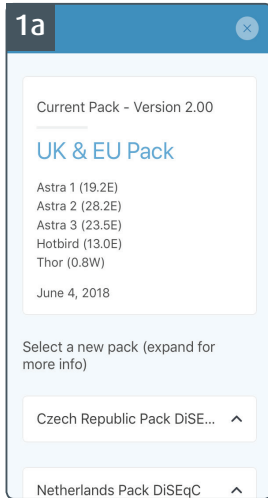 1a
Current Pack - Version 2.00
UK & EU Pack
Astra 1 (19.2E)
Astra 2 (28.2E)
Astra 3 (23.5E)
Hotbird (13.0E)
Thor (0.8W)
June 4, 2018
Select a new pack (expand for
more info)
Czech Republic Pack DiSE...
Netherlands Pack DiSEqC